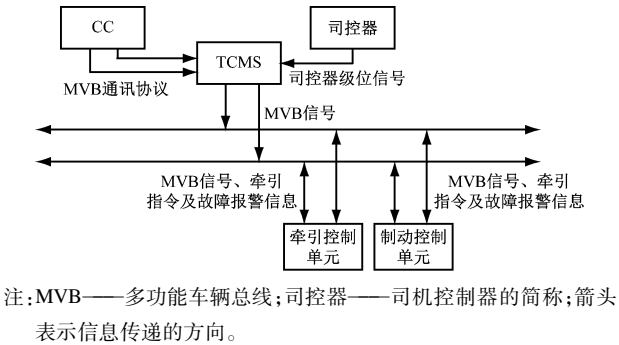 CC
司控器
TCMS
MVB通讯协议
司控器级位信号
MVB信号
MVB信号、牵引
指令及故障报警信息
MVB信号、牵引
指令及故障报警信息
牵引控制
单元
制动控制
单元
注:MVB——多功能车辆总线;司控器——司机控制器的简称;箭头
表示信息传递的方向。